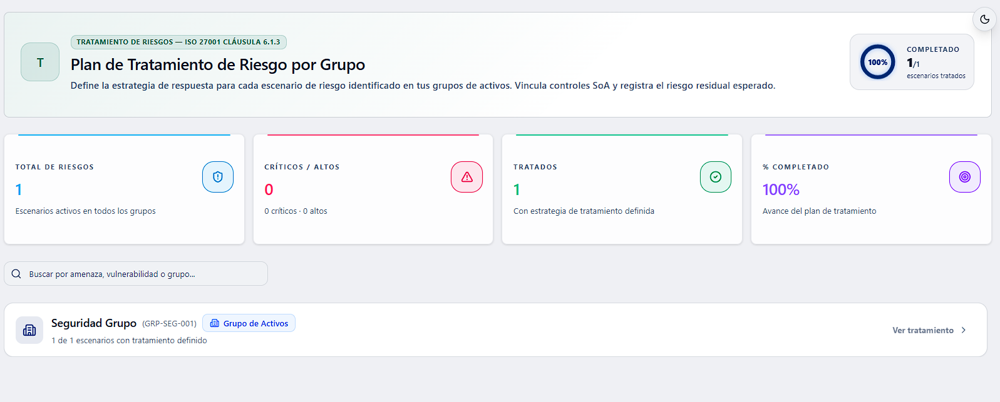 TRATAMIENTO DE RIESGOS — ISO 27001 CLÁUSULA 6.1.3
T
Plan de Tratamiento de Riesgo por Grupo
Define la estrategia de respuesta para cada escenario de riesgo identificado en tus grupos de activos. Vincula controles SoA y registra el riesgo residual esperado.
100%
COMPLETADO
1/1
escenarios tratados
TOTAL DE RIESGOS
1
Escenarios activos en todos los grupos
CRÍTICOS / ALTOS
0
0 críticos · 0 altos
TRATADOS
1
Con estrategia de tratamiento definida
% COMPLETADO
100%
Avance del plan de tratamiento
Buscar por amenaza, vulnerabilidad o grupo...
Seguridad Grupo (GRP-SEG-001) Grupo de Activos
1 de 1 escenarios con tratamiento definido
Ver tratamiento